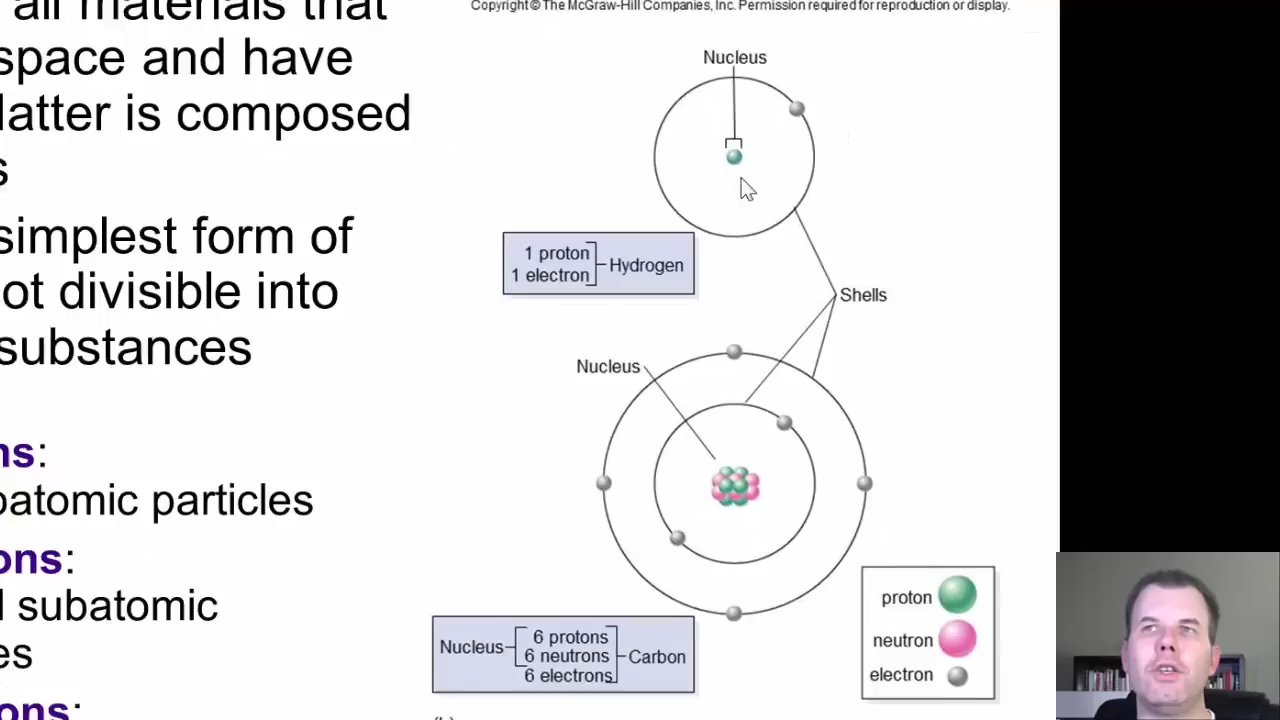 all materials that
space and have
atter is composed
s
simplest form of
ot divisible into
substances
ns:
batomic particles
ons:
subatomic
es
ons:
Copyright © The McGraw-Hill Companies, Inc. Permission required for reproduction or display.
Nucleus
1 proton
1 electron
Hydrogen
Shells
Nucleus
Nucleus
6 protons
6 neutrons
6 electrons
Carbon
proton
neutron
electron